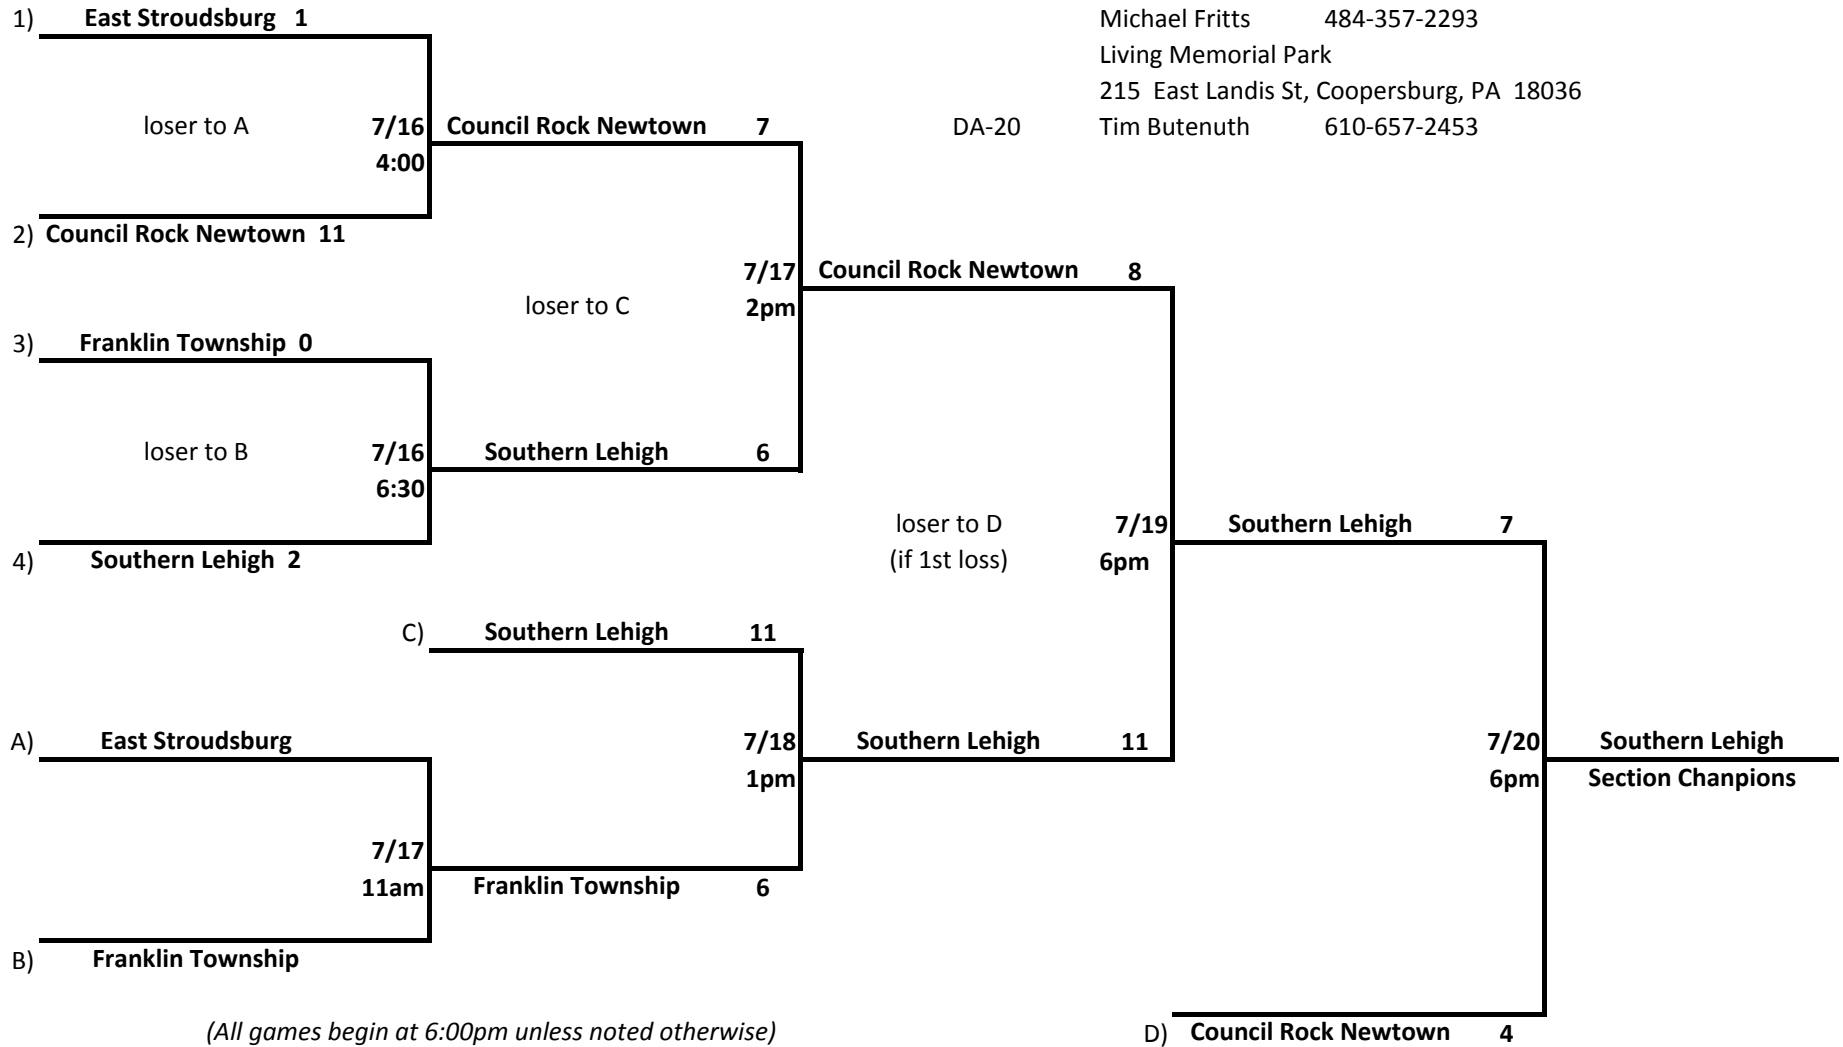 1) East Stroudsburg 1
Michael Fritts 484-357-2293
Living Memorial Park
215 East Landis St, Coopersburg, PA 18036
loser to A 7/16 Council Rock Newtown 7 DA-20 Tim Butenuth 610-657-2453
4:00
2) Council Rock Newtown 11
7/17 Council Rock Newtown 8
loser to C 2pm
3) Franklin Township 0
loser to B 7/16 Southern Lehigh 6
6:30
loser to D 7/19 Southern Lehigh 7
4) Southern Lehigh 2 (if 1st loss) 6pm
C) Southern Lehigh 11
A) East Stroudsburg 7/18 Southern Lehigh 11 7/20 Southern Lehigh
1pm 6pm Section Chanpions
7/17
11am Franklin Township 6
B) Franklin Township
(All games begin at 6:00pm unless noted otherwise) D) Council Rock Newtown 4